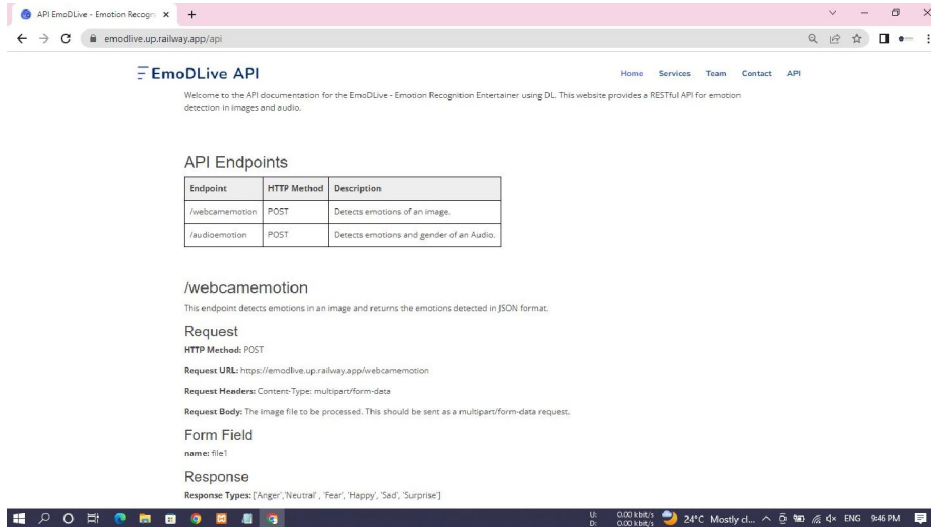 API EmoDLive - Emotion Recogni
emodlive.up.railway.app/api
EmoDLive API
Home Services Team Contact API
Welcome to the API documentation for the EmoDLive - Emotion Recognition Entertainer using DL. This website provides a RESTful API for emotion
detection in images and audio.
API Endpoints
Endpoint HTTP Method Description
/webcamemotion POST Detects emotions of an image.
/audioemotion POST Detects emotions and gender of an Audio.
/webcamemotion
This endpoint detects emotions in an image and returns the emotions detected in JSON format.
Request
HTTP Method: POST
Request URL: https://emodlive.up.railway.app/webcamemotion
Request Headers: Content-Type: multipart/form-data
Request Body: The image file to be processed. This should be sent as a multipart/form-data request.
Form Field
name: file1
Response
Response Types: ['Anger','Neutral' , 'Fear', 'Happy', 'Sad', 'Surprise']
U: 0.00 kbit/s
D: 0.00 kbit/s
24°C Mostly cl... ENG 9:46 PM